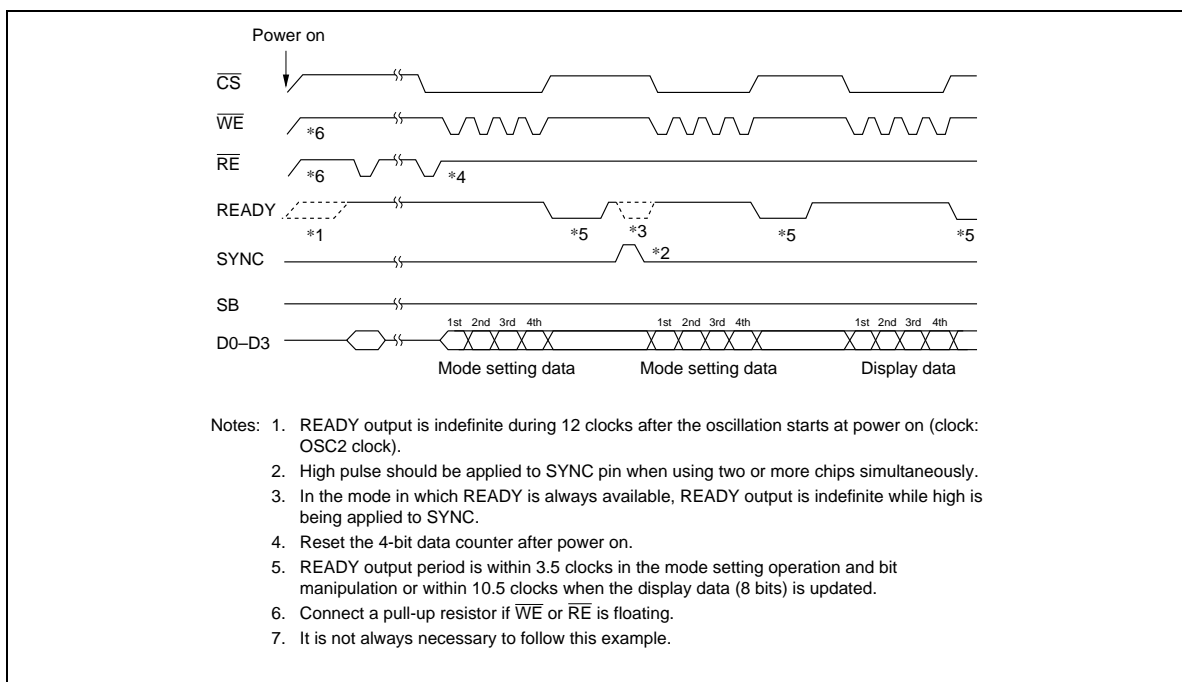 Power on
CS
WE
*6
RE
*6
*4
READY
*1
*5
*3
*5
*5
SYNC
*2
SB
1st 2nd 3rd 4th
1st 2nd 3rd 4th
1st 2nd 3rd 4th
D0–D3
Mode setting data
Mode setting data
Display data
Notes: 1. READY output is indefinite during 12 clocks after the oscillation starts at power on (clock:
OSC2 clock).
2. High pulse should be applied to SYNC pin when using two or more chips simultaneously.
3. In the mode in which READY is always available, READY output is indefinite while high is
being applied to SYNC.
4. Reset the 4-bit data counter after power on.
5. READY output period is within 3.5 clocks in the mode setting operation and bit
manipulation or within 10.5 clocks when the display data (8 bits) is updated.
6. Connect a pull-up resistor if WE or RE is floating.
7. It is not always necessary to follow this example.